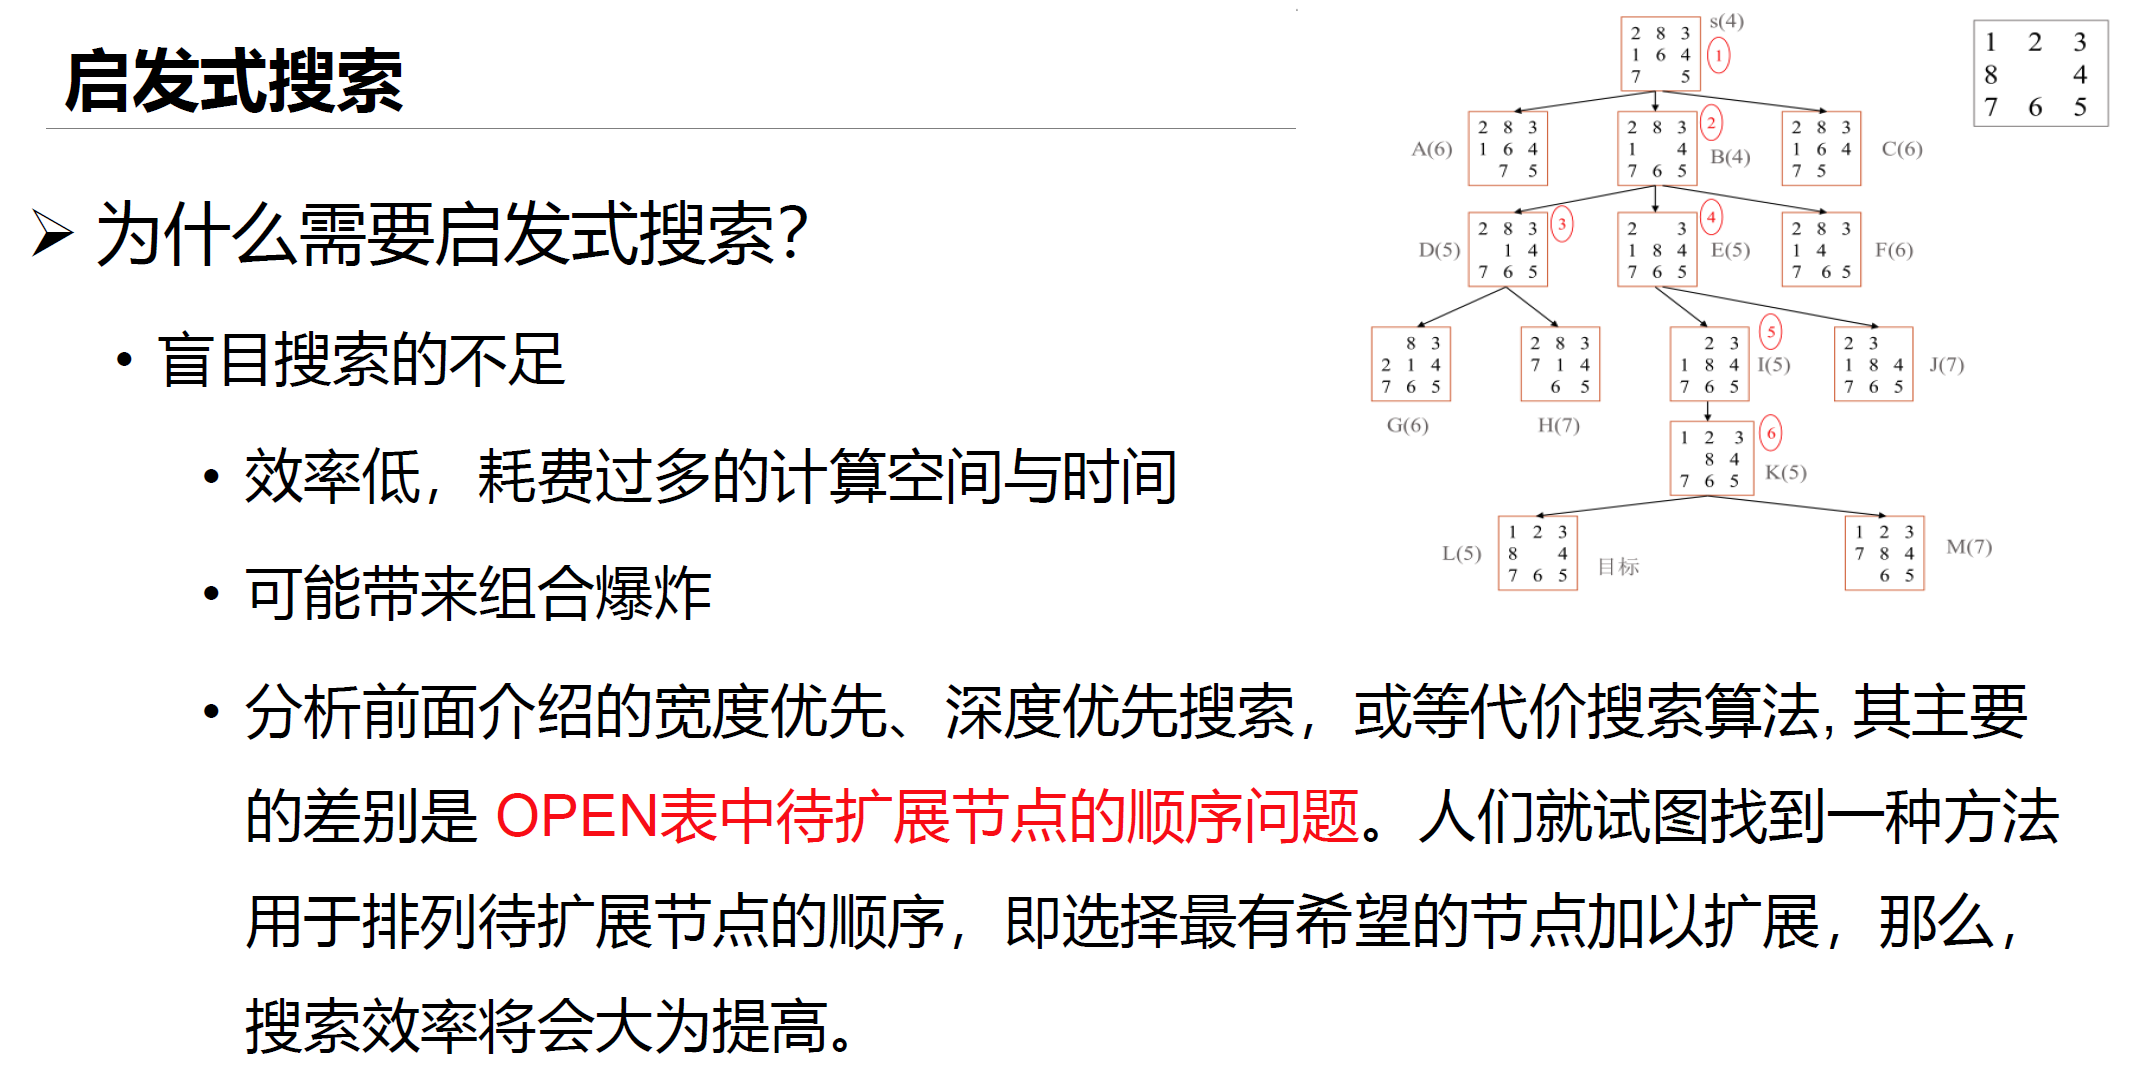 启发式搜索
为什么需要启发式搜索?
盲目搜索的不足
效率低，耗费过多的计算空间与时间
可能带来组合爆炸
分析前面介绍的宽度优先、深度优先搜索，或等代价搜索算法, 其主要
的差别是 OPEN表中待扩展节点的顺序问题。人们就试图找到一种方法
用于排列待扩展节点的顺序，即选择最有希望的节点加以扩展，那么，
搜索效率将会大为提高。
s(4)
1
2 8 3
1 6 4
7 5
1 2 3
8 4
7 6 5
A(6)
2 8 3
1 6 4
7 5
2
B(4)
2 8 3
1 4
7 6 5
C(6)
2 8 3
1 6 4
7 5
D(5)
3
2 8 3
1 4
7 6 5
4
E(5)
2 3
1 8 4
7 6 5
F(6)
2 8 3
1 4
7 6 5
8 3
2 1 4
7 6 5
G(6)
2 8 3
7 1 4
6 5
H(7)
5
I(5)
2 3
1 8 4
7 6 5
J(7)
2 3
1 8 4
7 6 5
6
K(5)
1 2 3
8 4
7 6 5
L(5)
1 2 3
8 4
7 6 5
目标
M(7)
1 2 3
7 8 4
6 5